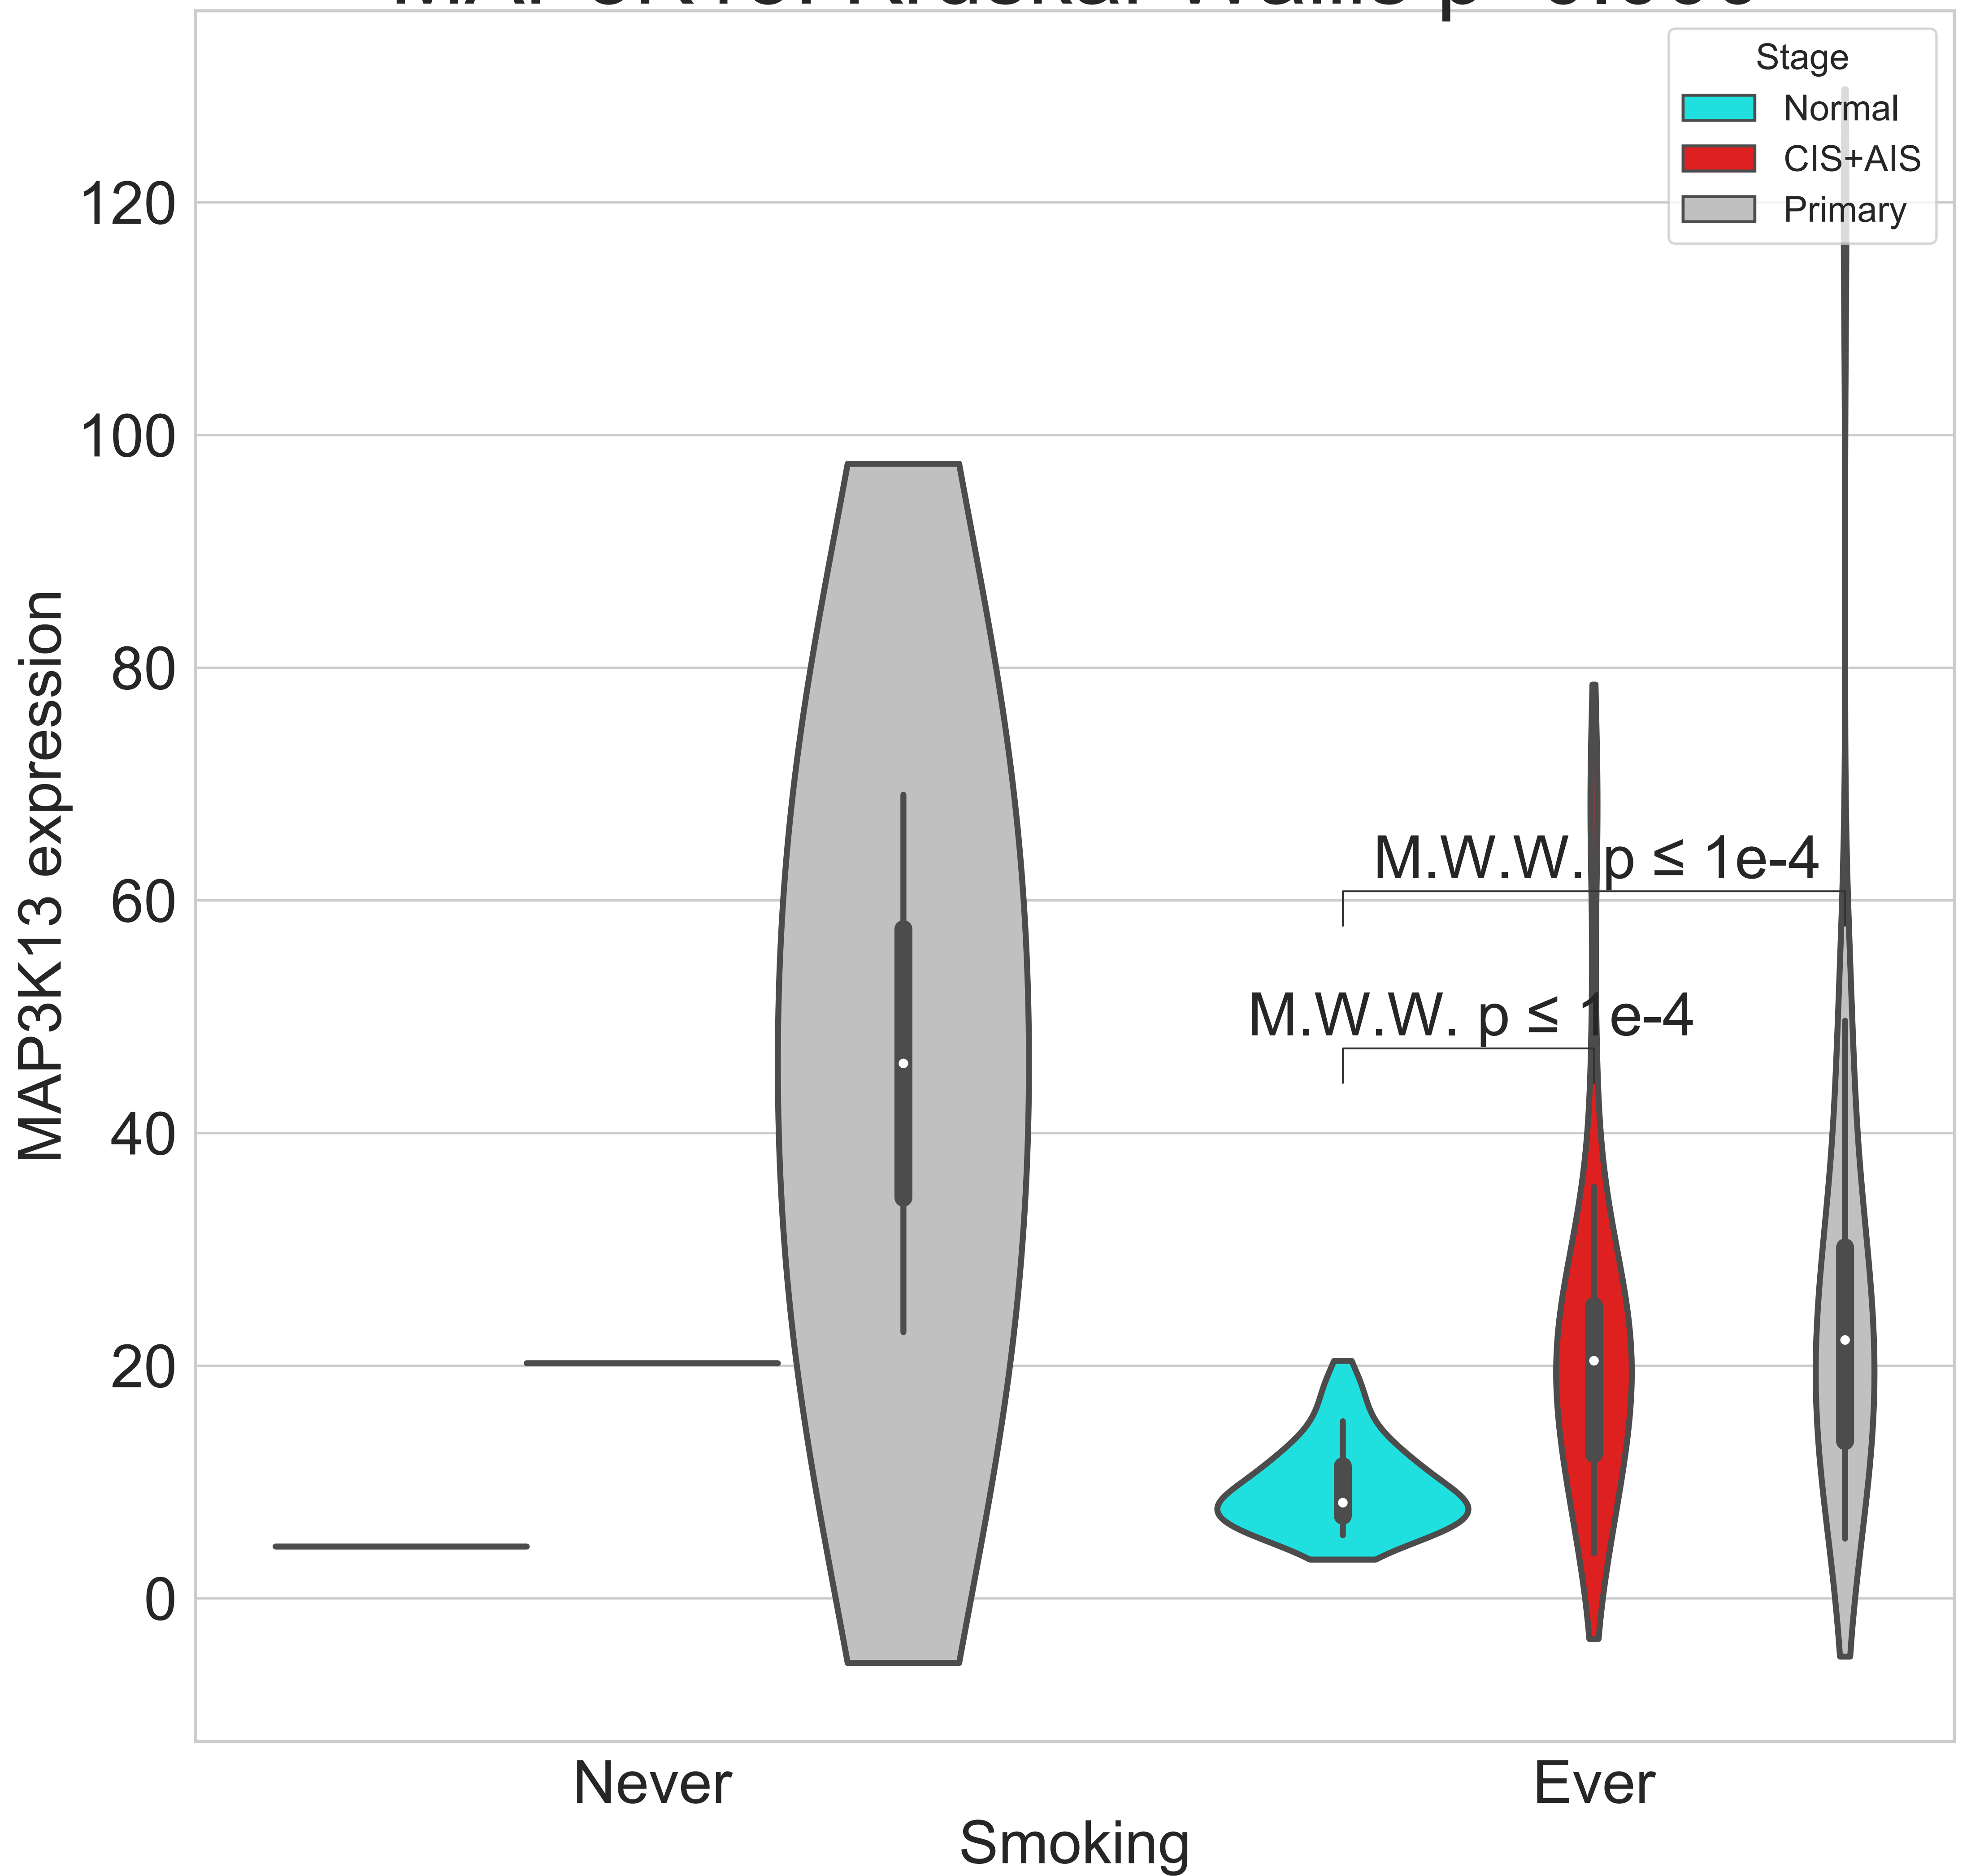 Stage
Normal
CIS+AIS
Primary
120
100
80
60
40
20
0
MAP3K13 expression
M.W.W. p ≤ 1e-4
M.W.W. p ≤ 1e-4
Never
Ever
Smoking